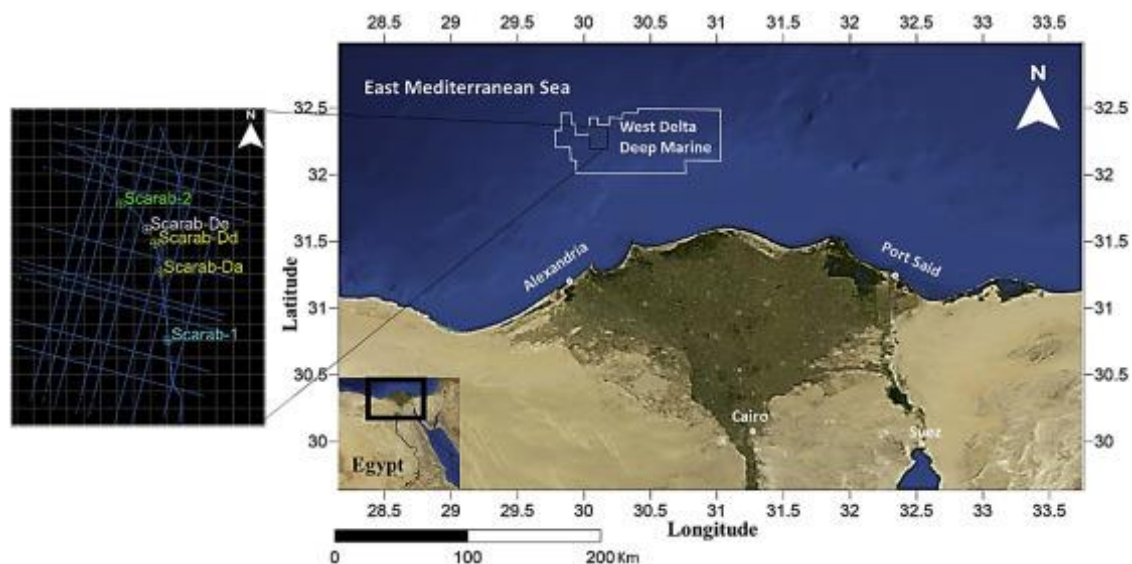 28.5 29 29.5 30 30.5 31 31.5 32 32.5 33 33.5
N
East Mediterranean Sea
N
32.5
32.5
West Delta
Deep Marine
32
32
Scarab-2
Scarab-De
Scarab-Dd
Scarab-Da
Scarab-1
31.5
31.5
Alexandria
Port Said
31
31
Latitude
30.5
30.5
Cairo
Suez
30
30
Egypt
28.5 29 29.5 30 30.5 31 31.5 32 32.5 33 33.5
Longitude
0 100 200 Km